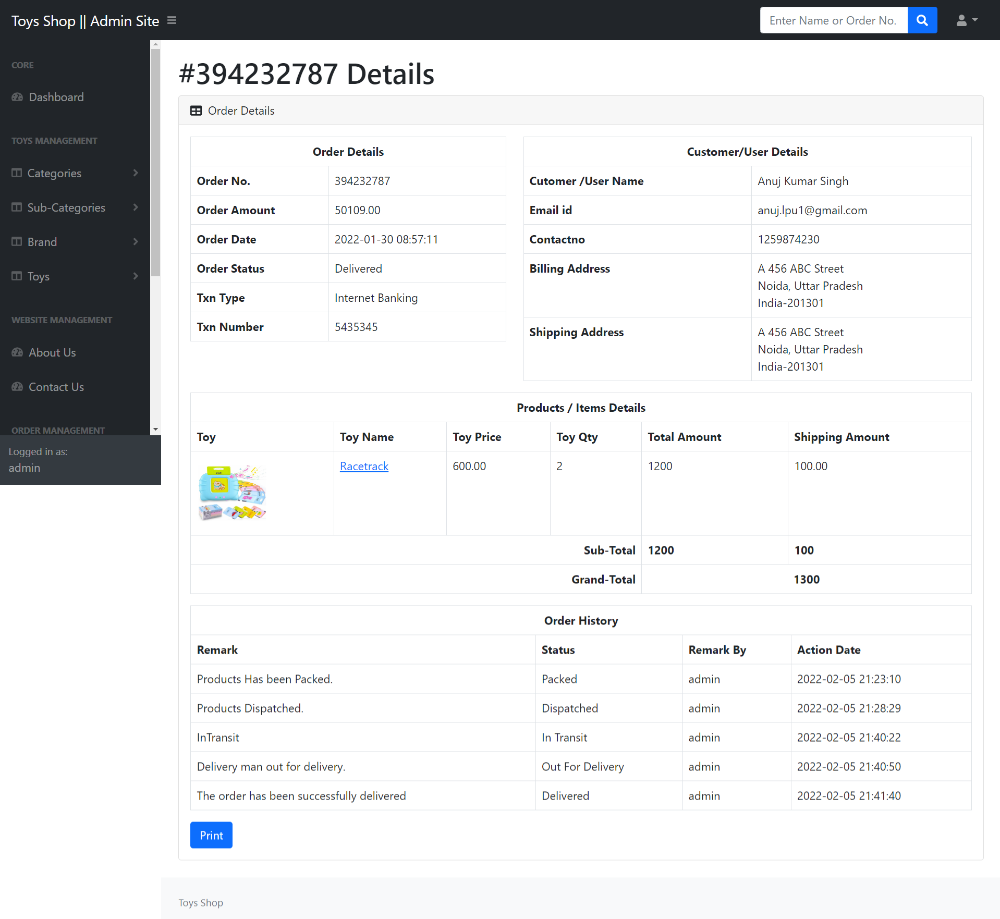 Toys Shop || Admin Site
Enter Name or Order No.
CORE
Dashboard
TOYS MANAGEMENT
Categories
Sub-Categories
Brand
Toys
WEBSITE MANAGEMENT
About Us
Contact Us
ORDER MANAGEMENT
Logged in as:
admin
#394232787 Details
Order Details
Order Details
Order No. 394232787
Order Amount 50109.00
Order Date 2022-01-30 08:57:11
Order Status Delivered
Txn Type Internet Banking
Txn Number 5435345
Customer/User Details
Cutomer /User Name Anuj Kumar Singh
Email id anuj.lpu1@gmail.com
Contactno 1259874230
Billing Address A 456 ABC Street
Noida, Uttar Pradesh
India-201301
Shipping Address A 456 ABC Street
Noida, Uttar Pradesh
India-201301
Products / Items Details
Toy Toy Name Toy Price Toy Qty Total Amount Shipping Amount
cat
Racetrack 600.00 2 1200 100.00
Sub-Total 1200 100
Grand-Total 1300
Order History
Remark Status Remark By Action Date
Products Has been Packed. Packed admin 2022-02-05 21:23:10
Products Dispatched. Dispatched admin 2022-02-05 21:28:29
InTransit In Transit admin 2022-02-05 21:40:22
Delivery man out for delivery. Out For Delivery admin 2022-02-05 21:40:50
The order has been successfully delivered Delivered admin 2022-02-05 21:41:40
Print
Toys Shop